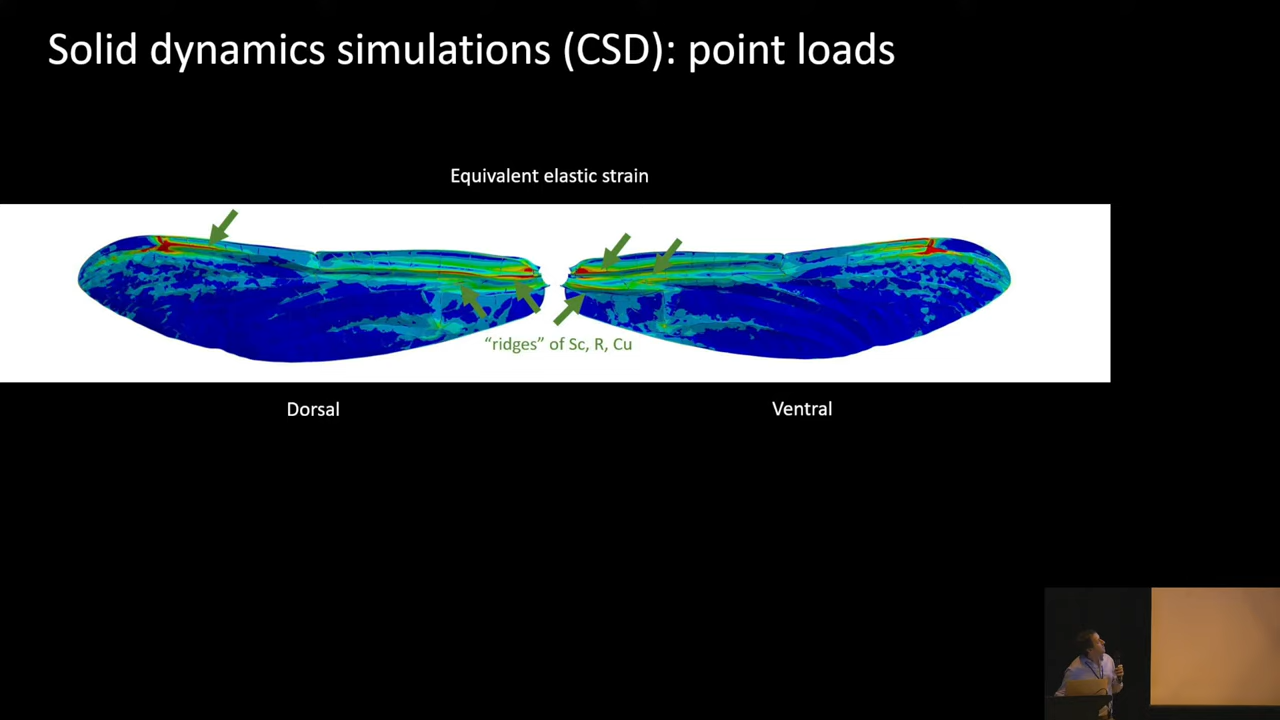 Solid dynamics simulations (CSD): point loads
Equivalent elastic strain
“ridges” of Sc, R, Cu
Dorsal
Ventral